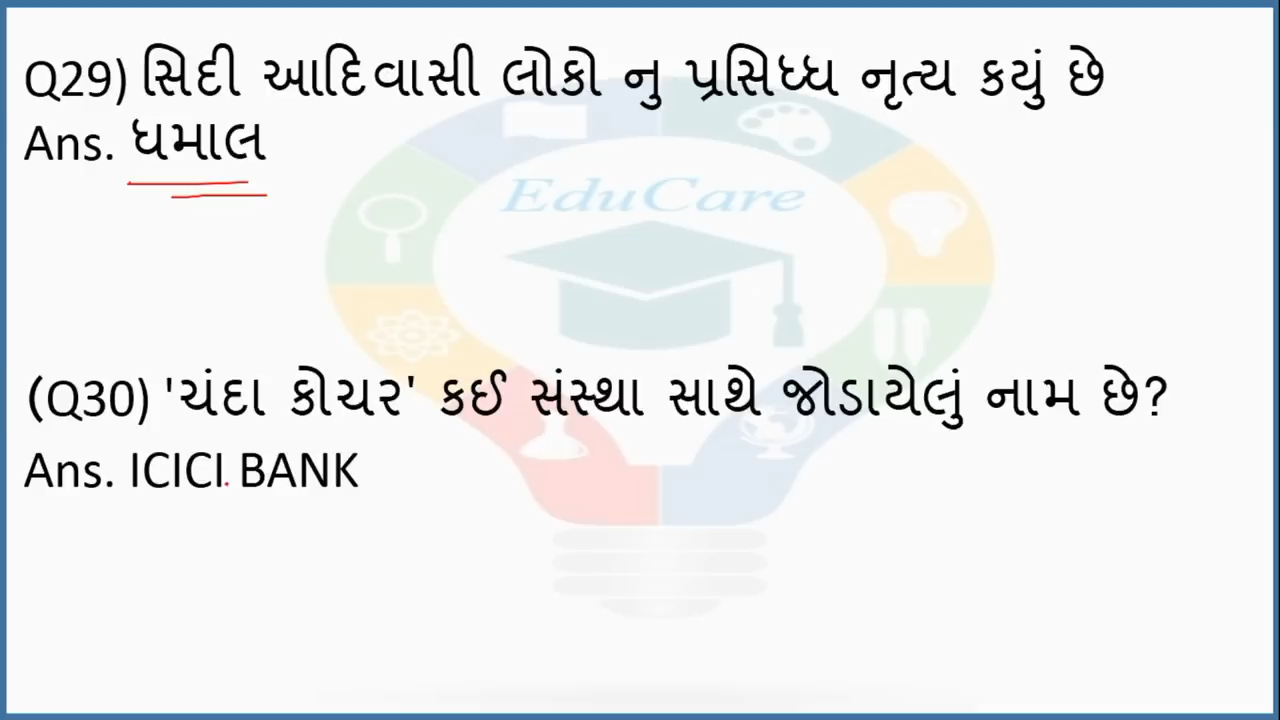 Q29) સિદી આદિવાસી લોકો નુ પ્રસિધ્ધ નૃત્ય કયું છે
Ans. ધમાલ
EduCare
(Q30) 'ચંદા કોચર' કઈ સંસ્થા સાથે જોડાયેલું નામ છે?
Ans. ICICI BANK